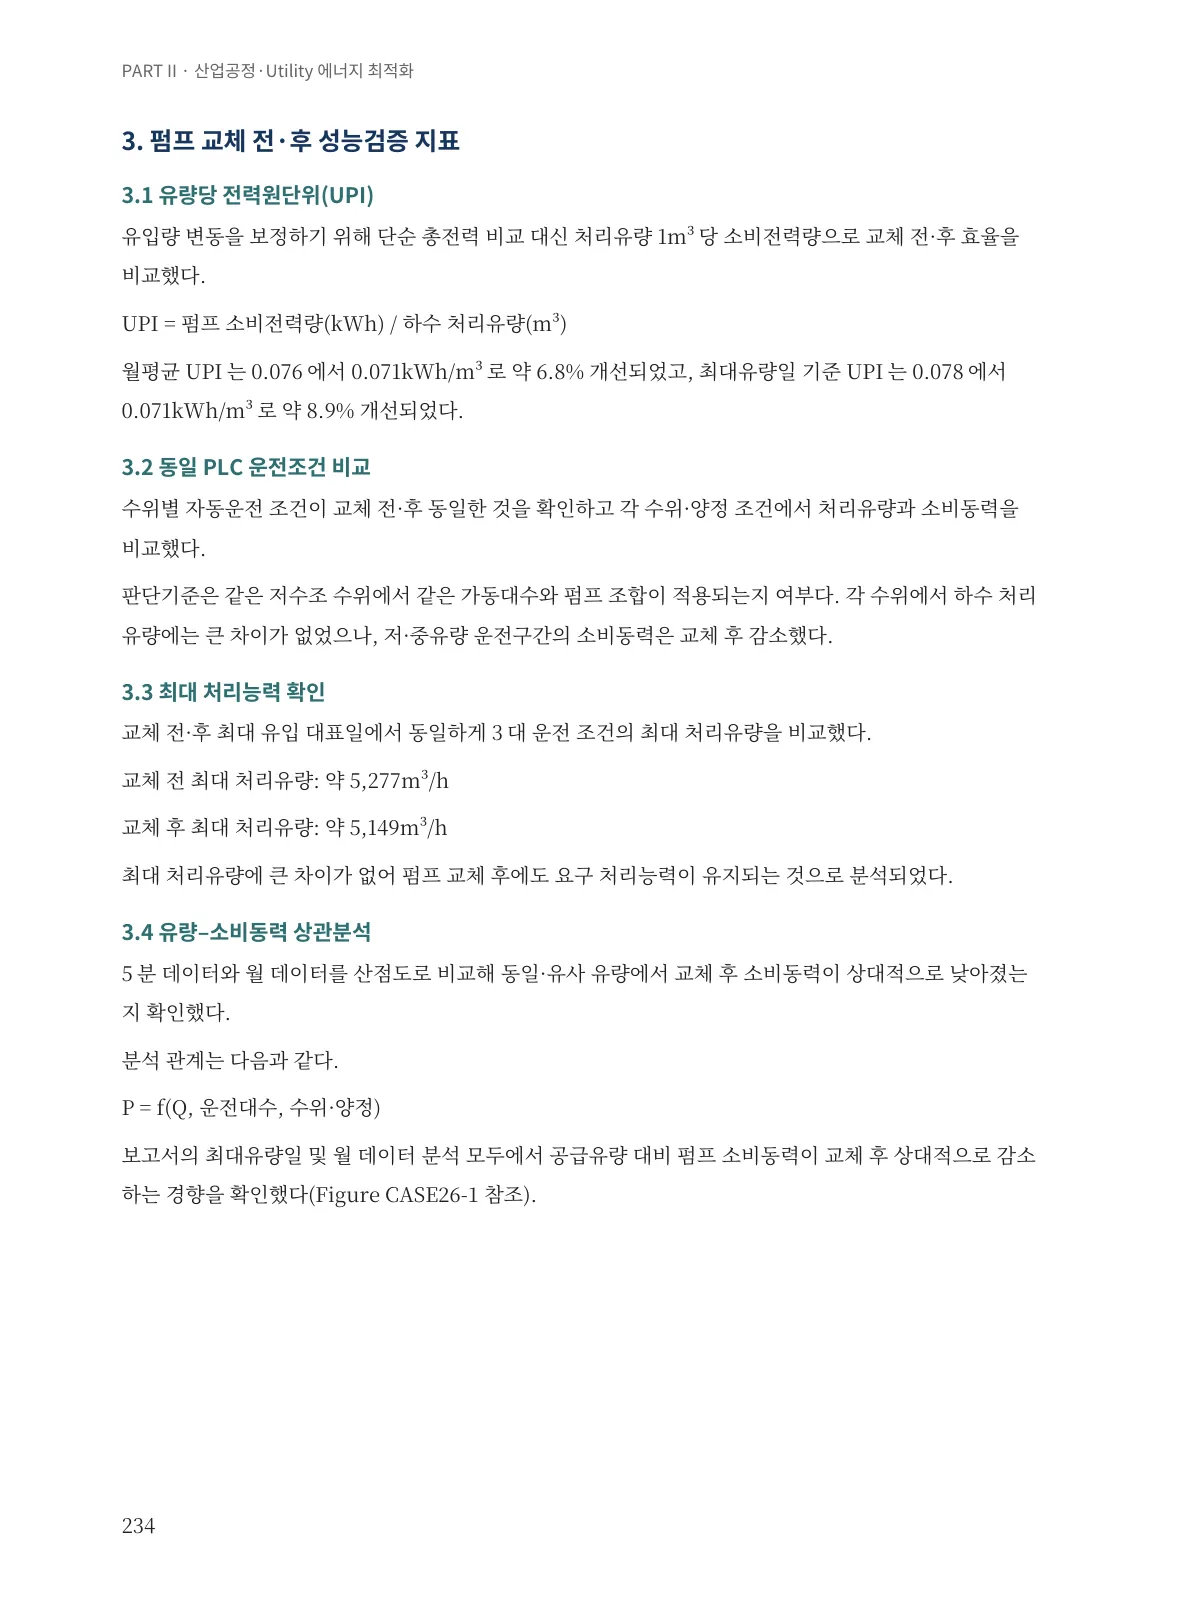 PART II · 산업공정·Utility 에너지 최적화
3. 펌프 교체 전·후 성능검증 지표
3.1 유량당 전력원단위(UPI)
유입량 변동을 보정하기 위해 단순 총전력 비교 대신 처리유량 1m³ 당 소비전력량으로 교체 전·후 효율을
비교했다.
UPI = 펌프 소비전력량(kWh) / 하수 처리유량(m³)
월평균 UPI 는 0.076 에서 0.071kWh/m³ 로 약 6.8% 개선되었고, 최대유량일 기준 UPI 는 0.078 에서
0.071kWh/m³ 로 약 8.9% 개선되었다.
3.2 동일 PLC 운전조건 비교
수위별 자동운전 조건이 교체 전·후 동일한 것을 확인하고 각 수위·양정 조건에서 처리유량과 소비동력을
비교했다.
판단기준은 같은 저수조 수위에서 같은 가동대수와 펌프 조합이 적용되는지 여부다. 각 수위에서 하수 처리
유량에는 큰 차이가 없었으나, 저·중유량 운전구간의 소비동력은 교체 후 감소했다.
3.3 최대 처리능력 확인
교체 전·후 최대 유입 대표일에서 동일하게 3 대 운전 조건의 최대 처리유량을 비교했다.
교체 전 최대 처리유량: 약 5,277m³/h
교체 후 최대 처리유량: 약 5,149m³/h
최대 처리유량에 큰 차이가 없어 펌프 교체 후에도 요구 처리능력이 유지되는 것으로 분석되었다.
3.4 유량–소비동력 상관분석
5 분 데이터와 월 데이터를 산점도로 비교해 동일·유사 유량에서 교체 후 소비동력이 상대적으로 낮아졌는
지 확인했다.
분석 관계는 다음과 같다.
P = f(Q, 운전대수, 수위·양정)
보고서의 최대유량일 및 월 데이터 분석 모두에서 공급유량 대비 펌프 소비동력이 교체 후 상대적으로 감소
하는 경향을 확인했다(Figure CASE26-1 참조).
234